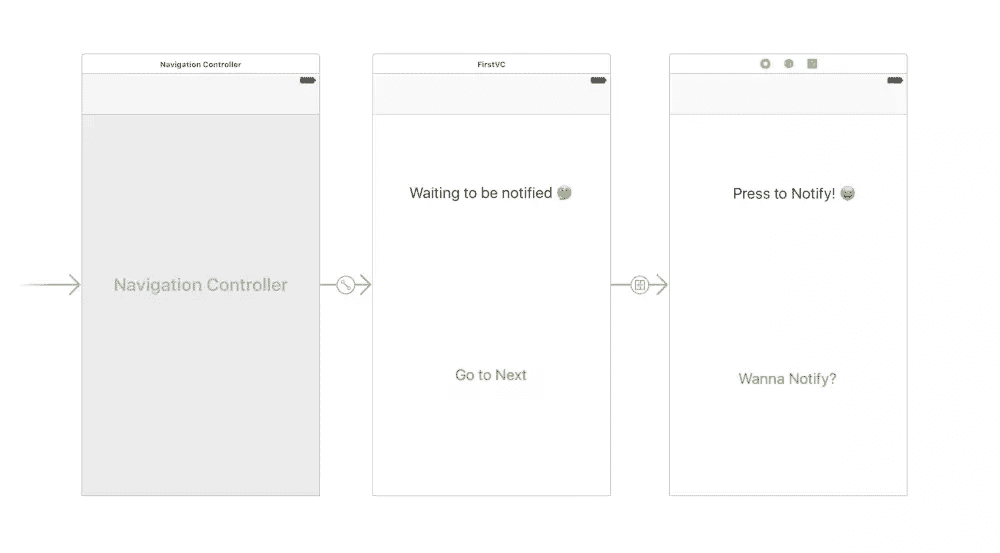 Navigation Controller
FirstVC
Waiting to be notified 🤔
Press to Notify! 😀
Navigation Controller
Go to Next
Wanna Notify?